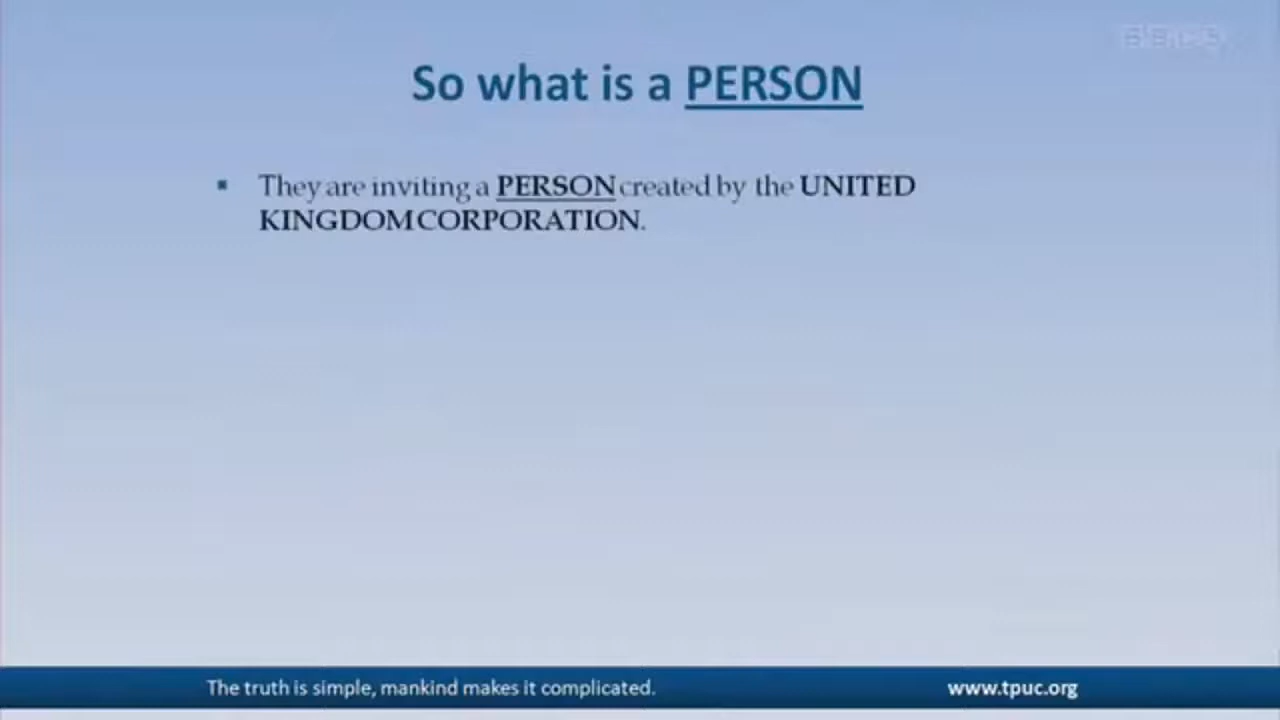 So what is a PERSON
▪ They are inviting a PERSON created by the UNITED
KINGDOM CORPORATION.
The truth is simple, mankind makes it complicated.
www.tpuc.org